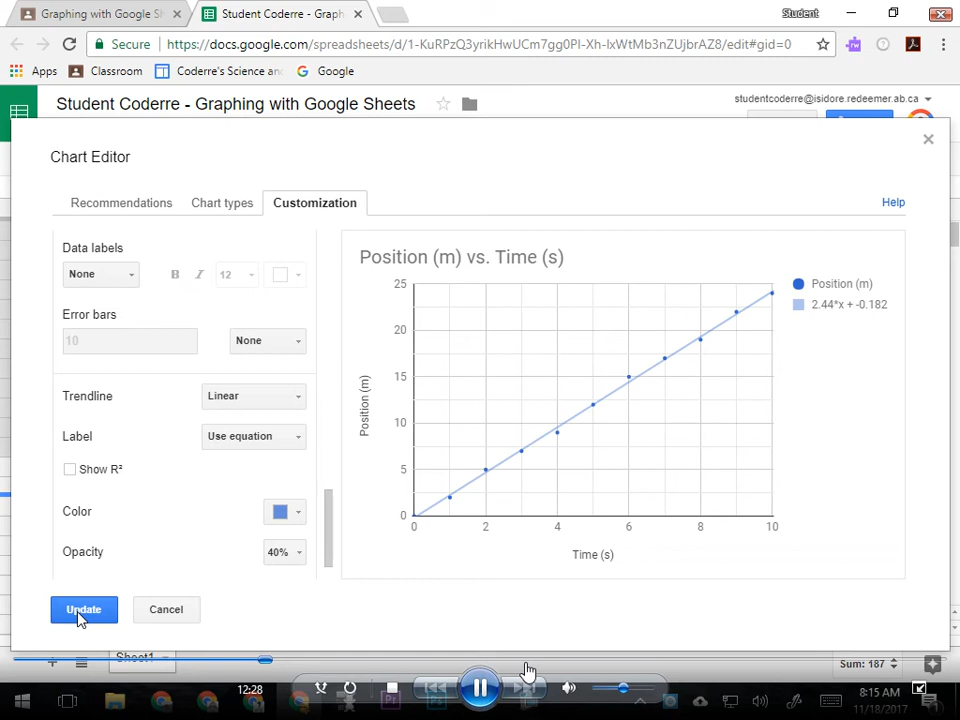 Graphing with Google S
Student Coderre - Graph
Student
Secure
https://docs.google.com/spreadsheets/d/1-KuRPzQ3yrikHwUCm7gg0PI-Xh-lxWtMb3nZUjbrAZ8/edit#gid=0
Apps
Classroom
Coderre's Science an
Google
Student Coderre - Graphing with Google Sheets
studentcoderre@isidore.redeemer.ab.ca
Chart Editor
Recommendations
Chart types
Customization
Help
Data labels
None
B
I
12
Error bars
10
None
Trendline
Linear
Label
Use equation
Show R²
Color
Opacity
40%
Position (m) vs. Time (s)
Position (m)
2.44*x + -0.182
25
20
15
10
5
0
Position (m)
0 2 4 6 8 10
Time (s)
Update
Cancel
Sheet1
Sum: 187
12:28
8:15 AM
11/18/2017